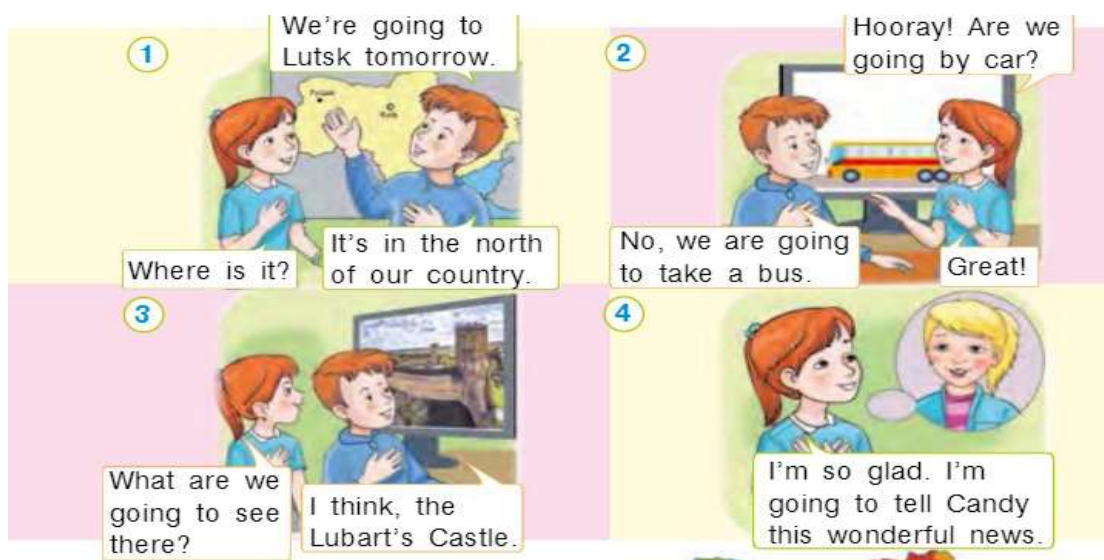 1
We're going to
Lutsk tomorrow.
Where is it?
It's in the north
of our country.
2
Hooray! Are we
going by car?
No, we are going
to take a bus.
Great!
3
What are we
going to see
there?
I think, the
Lubart's Castle.
4
I'm so glad. I'm
going to tell Candy
this wonderful news.